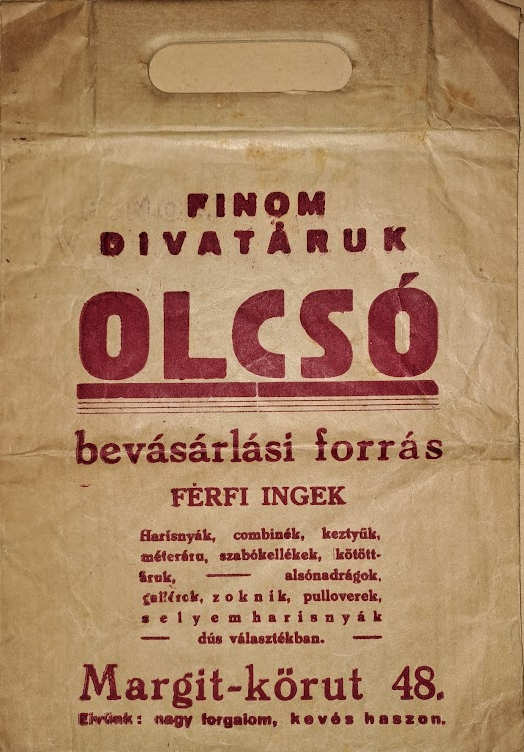 FINOM
DIVATÁRUK
OLCSÓ
bevásárlási forrás
FÉRFI INGEK
Harisnyák, combinék, keztyűk,
méteráru, szabókellékek, kötött-
áruk, —— alsónadrágok,
gallérok, zoknik, pulloverek,
selyemharisnyák
— dús választékban. —
Margit-körut 48.
Elvünk: nagy forgalom, kevés haszon.